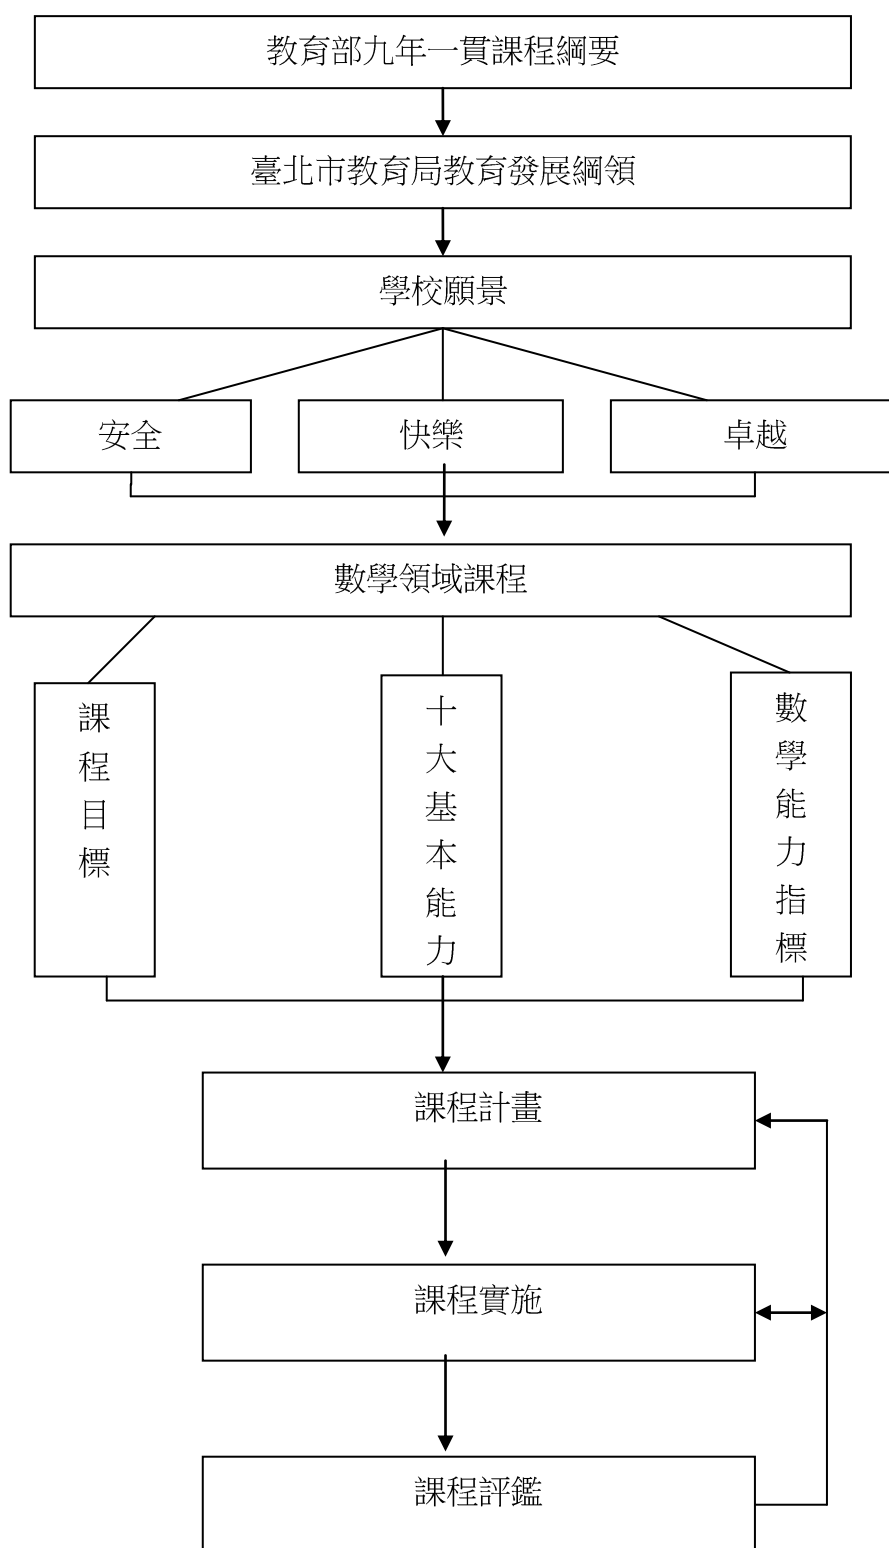 教育部九年一貫課程綱要
臺北市教育局教育發展綱領
學校願景
安全
快樂
卓越
數學領域課程
課程目標
十大基本能力
數學能力指標
課程計畫
課程實施
課程評鑑